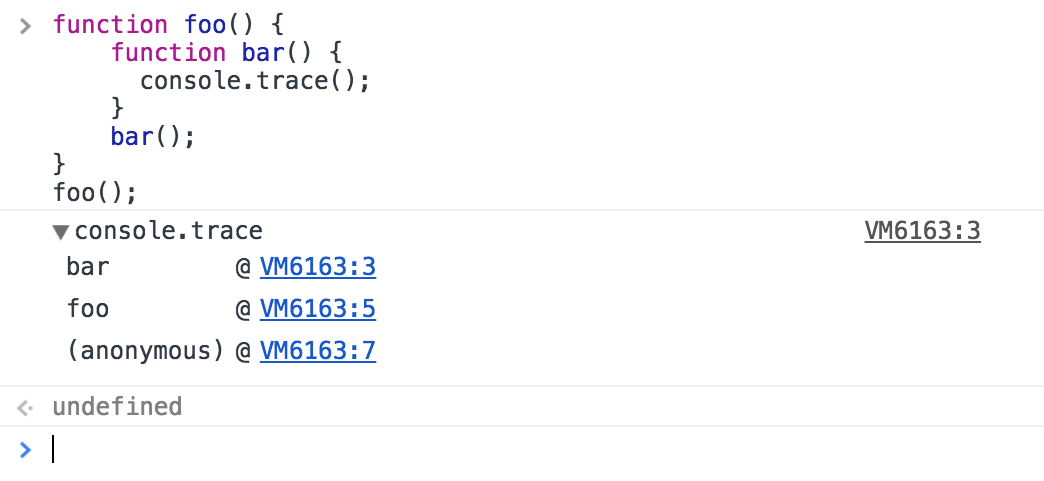 > function foo() {
    function bar() {
      console.trace();
    }
    bar();
}
foo();
▼console.trace VM6163:3
bar @ VM6163:3
foo @ VM6163:5
(anonymous) @ VM6163:7
undefined
>